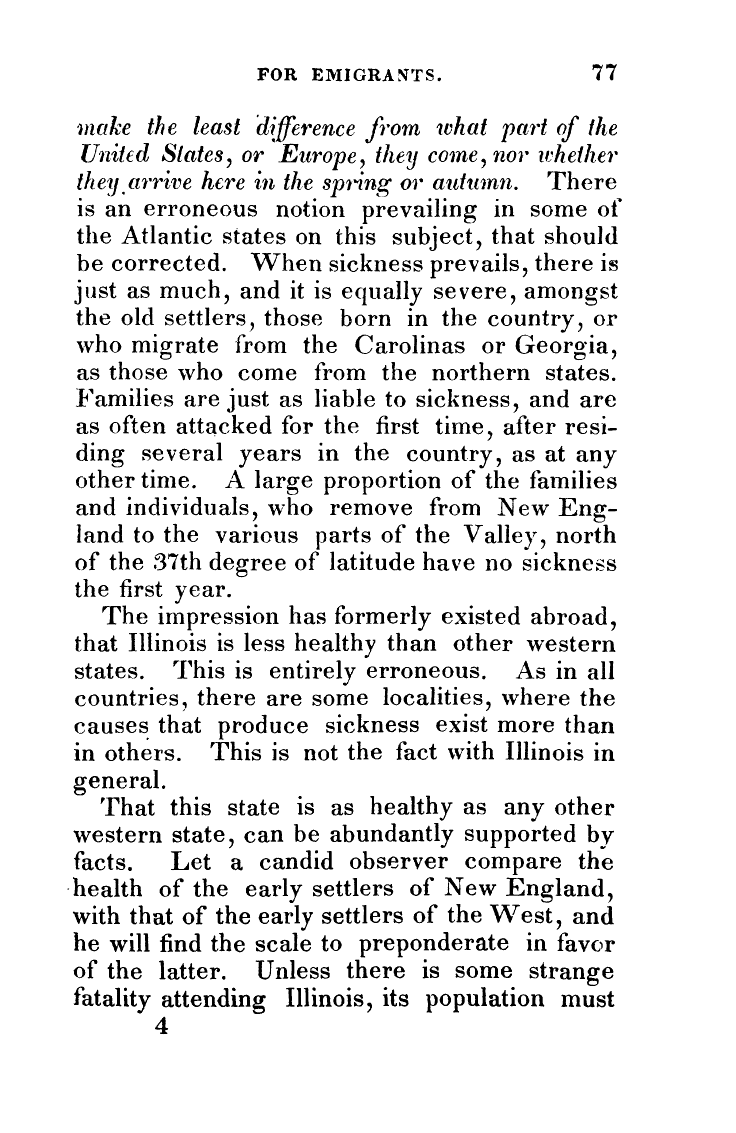 FOR EMIGRANTS. 77
make the least difference from what part of the
United States, or Europe, they come, nor whether
they arrive here in the spring or autumn. There
is an erroneous notion prevailing in some of
the Atlantic states on this subject, that should
be corrected. When sickness prevails, there is
just as much, and it is equally severe, amongst
the old settlers, those born in the country, or
who migrate from the Carolinas or Georgia,
as those who come from the northern states.
Families are just as liable to sickness, and are
as often attacked for the first time, after resi-
ding several years in the country, as at any
other time. A large proportion of the families
and individuals, who remove from New Eng-
land to the various parts of the Valley, north
of the 37th degree of latitude have no sickness
the first year.
The impression has formerly existed abroad,
that Illinois is less healthy than other western
states. This is entirely erroneous. As in all
countries, there are some localities, where the
causes that produce sickness exist more than
in others. This is not the fact with Illinois in
general.
That this state is as healthy as any other
western state, can be abundantly supported by
facts. Let a candid observer compare the
health of the early settlers of New England,
with that of the early settlers of the West, and
he will find the scale to preponderate in favor
of the latter. Unless there is some strange
fatality attending Illinois, its population must
4